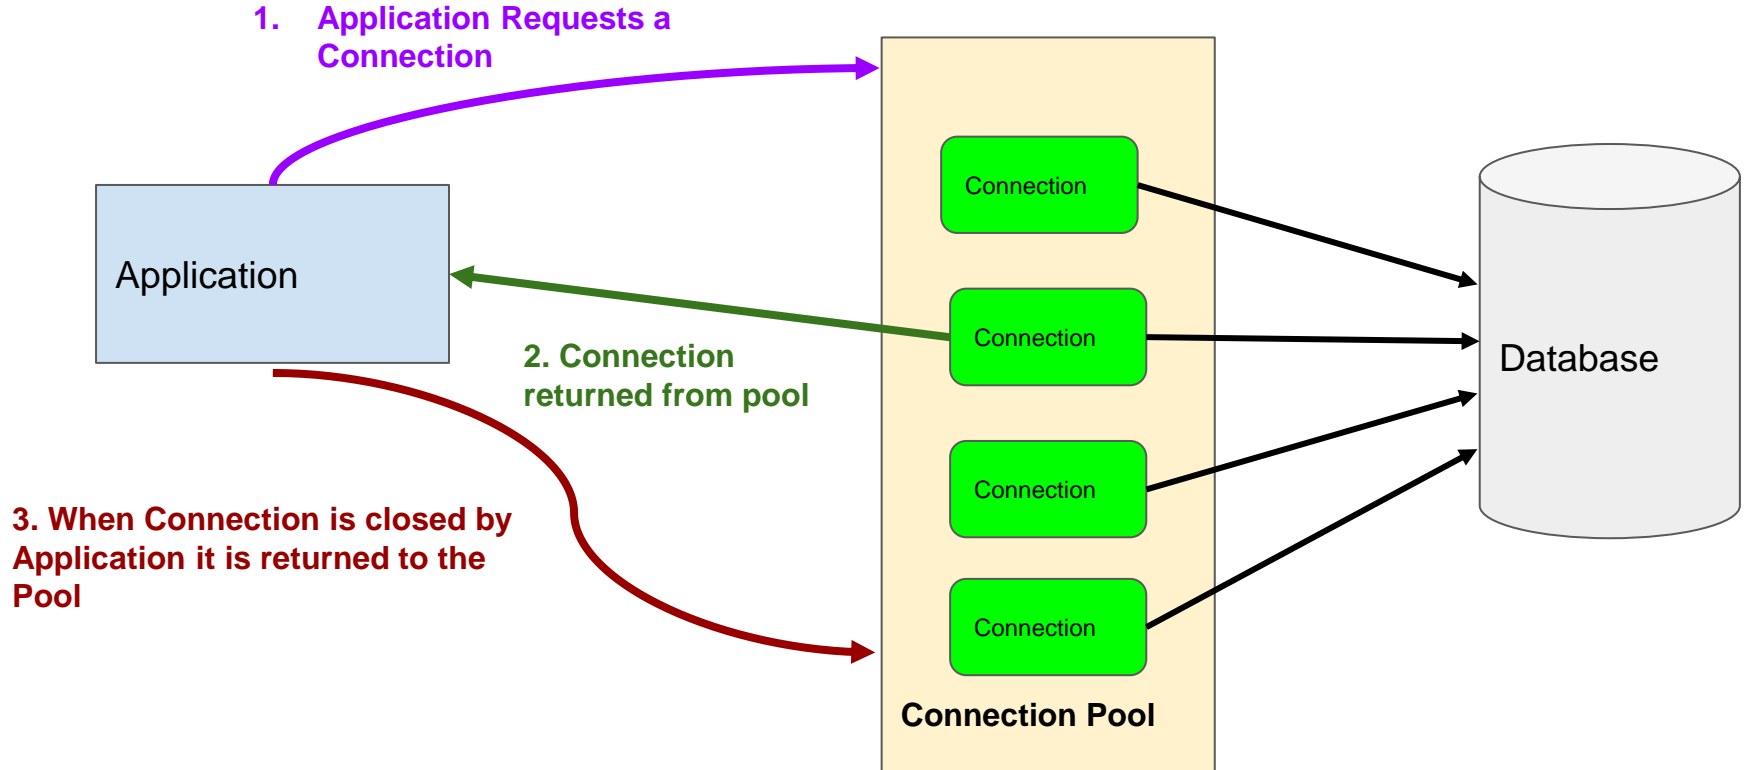 1. Application Requests a
Connection
Application
2. Connection
returned from pool
3. When Connection is closed by
Application it is returned to the
Pool
Connection
Connection
Connection
Connection
Connection Pool
Database